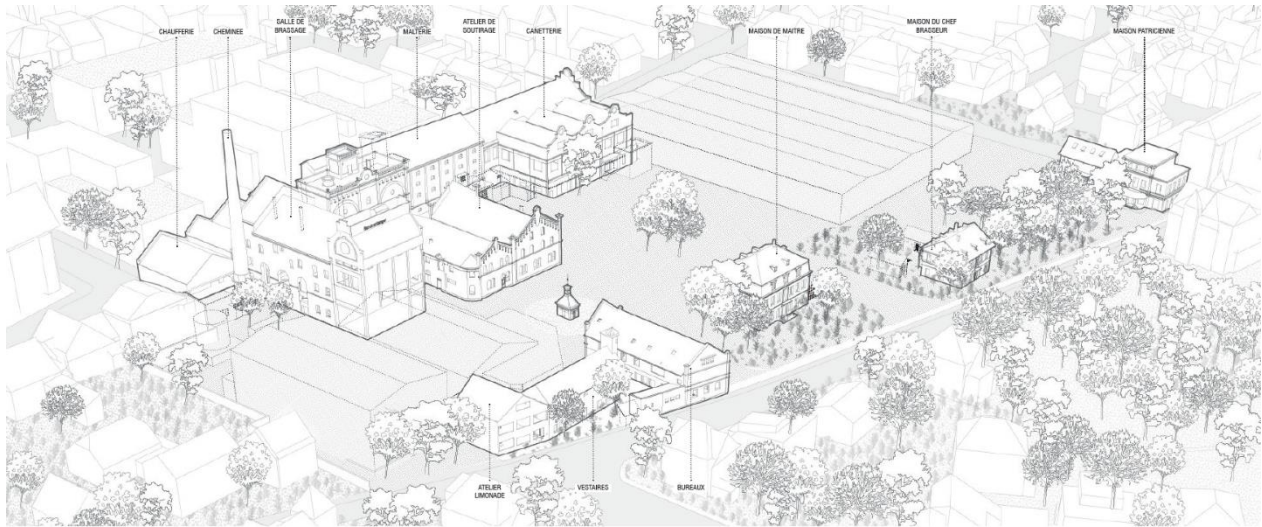 CHAUFFERIE
CHEMINEE
SALLE DE
BRASSAGE
MALTERIE
ATELIER DE
SOUTIRAGE
CANETTERIE
MAISON DE MAITRE
MAISON DU CHEF
BRASSEUR
MAISON PATRICIENNE
ATELIER
LIMONADE
VESTAIRES
BUREAUX